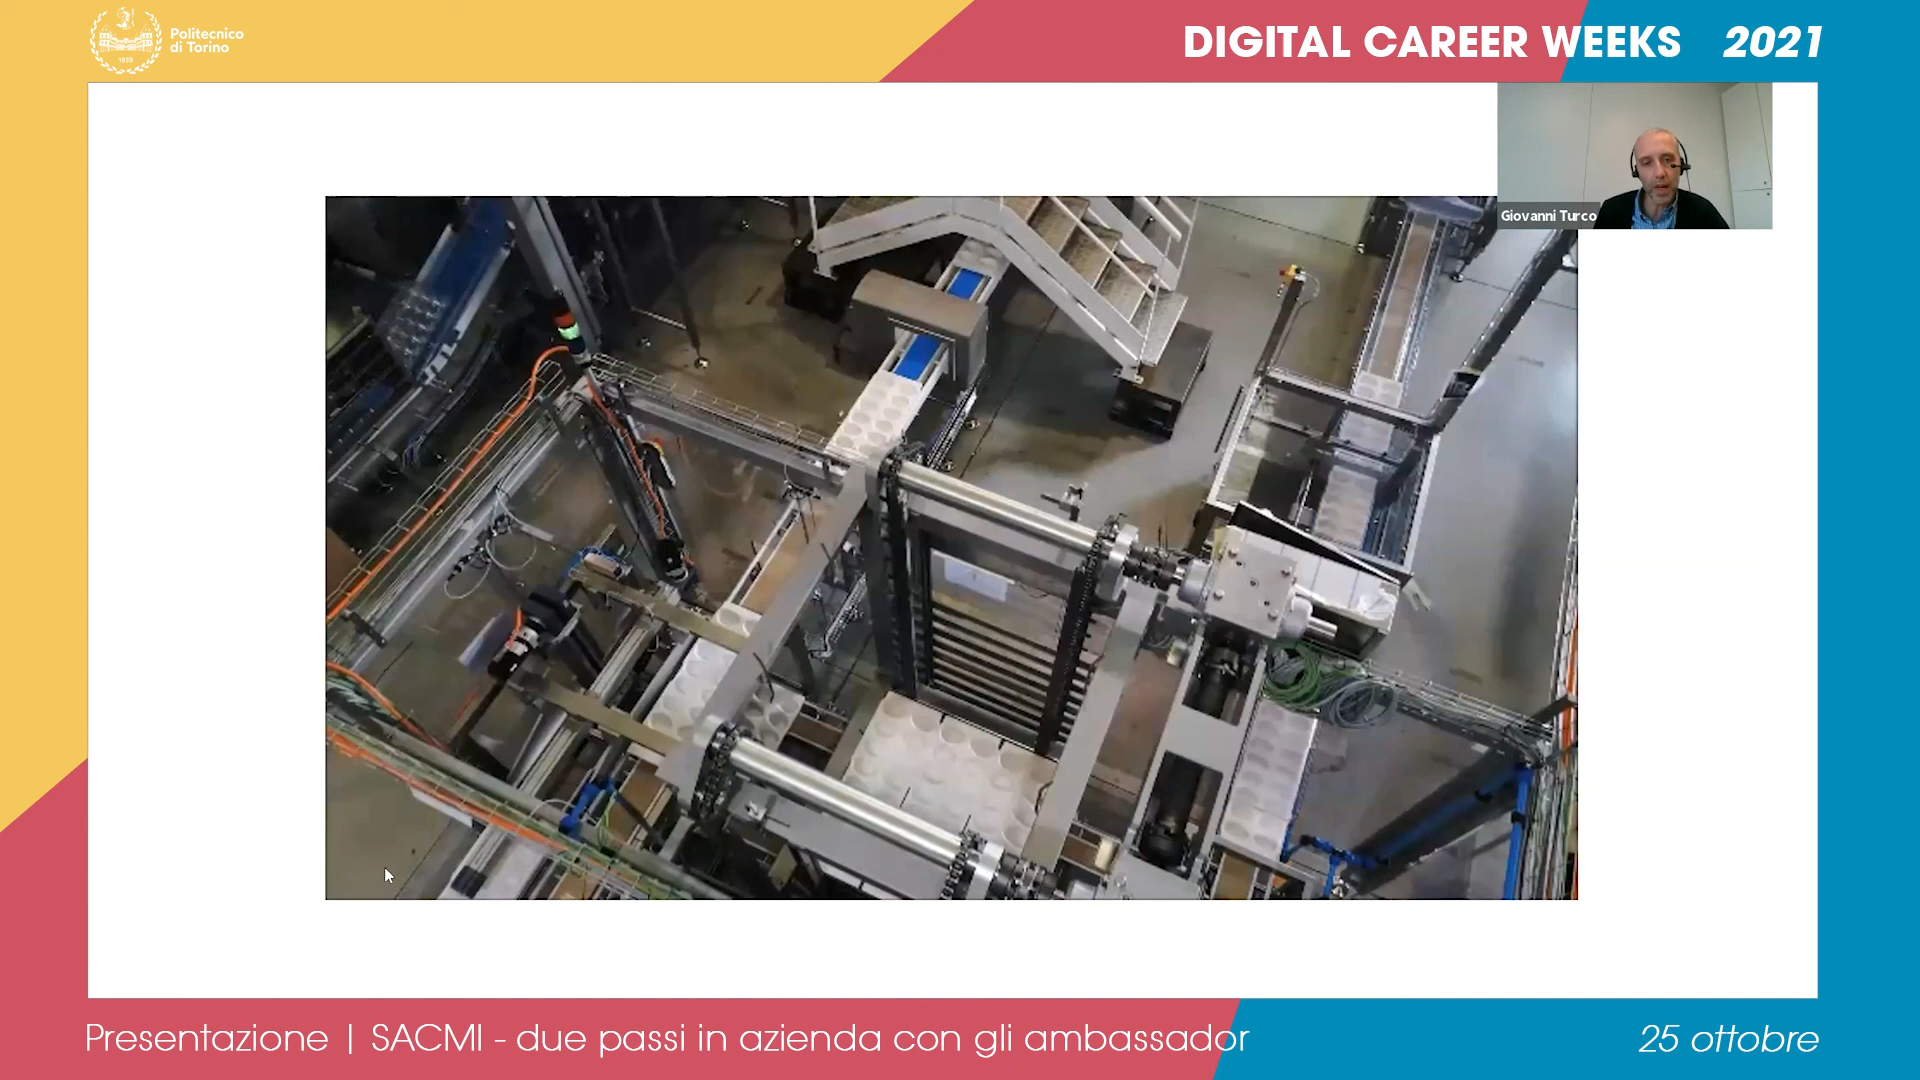 Politecnico
di Torino
1859
DIGITAL CAREER WEEKS 2021
Giovanni Turco
Presentazione | SACMI - due passi in azienda con gli ambassador
25 ottobre